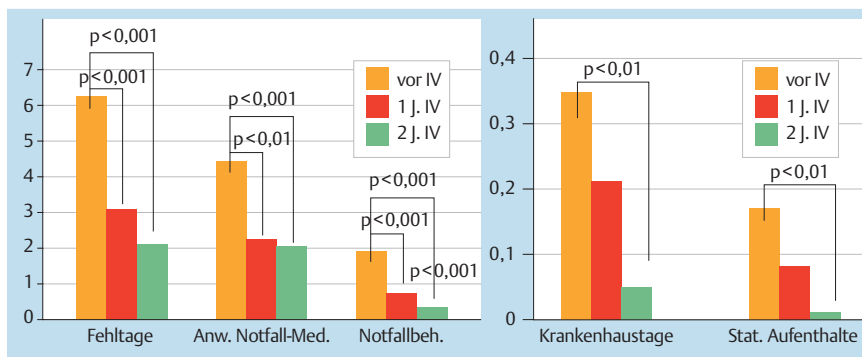 p<0,001
p<0,001
7
6
5
4
3
2
1
0
p<0,001
p<0,01
p<0,001
p<0,001
p<0,001
vor IV
1 J. IV
2 J. IV
Fehltage
Anw. Notfall-Med.
Notfallbeh.
0,4
0,3
0,2
0,1
0
p<0,01
p<0,01
vor IV
1 J. IV
2 J. IV
Krankenhaustage
Stat. Aufenthalte